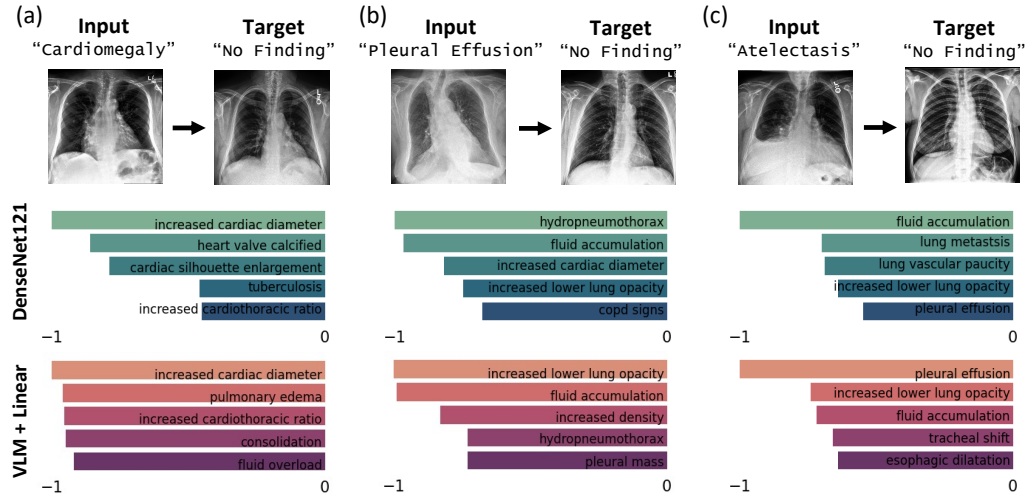 (a)
Input
Target
"Cardiomegaly"
"No Finding"
(b)
Input
Target
"Pleural Effusion"
"No Finding"
(c)
Input
Target
"Atelectasis"
"No Finding"
DenseNet121
increased cardiac diameter
heart valve calcified
cardiac silhouette enlargement
tuberculosis
increased cardiothoracic ratio
−1
0
hydropneumothorax
fluid accumulation
increased cardiac diameter
increased lower lung opacity
copd signs
−1
0
fluid accumulation
lung metastsis
lung vascular paucity
increased lower lung opacity
pleural effusion
−1
0
VLM + Linear
increased cardiac diameter
pulmonary edema
increased cardiothoracic ratio
consolidation
fluid overload
−1
0
increased lower lung opacity
fluid accumulation
increased density
hydropneumothorax
pleural mass
−1
0
pleural effusion
increased lower lung opacity
fluid accumulation
tracheal shift
esophagic dilatation
−1
0